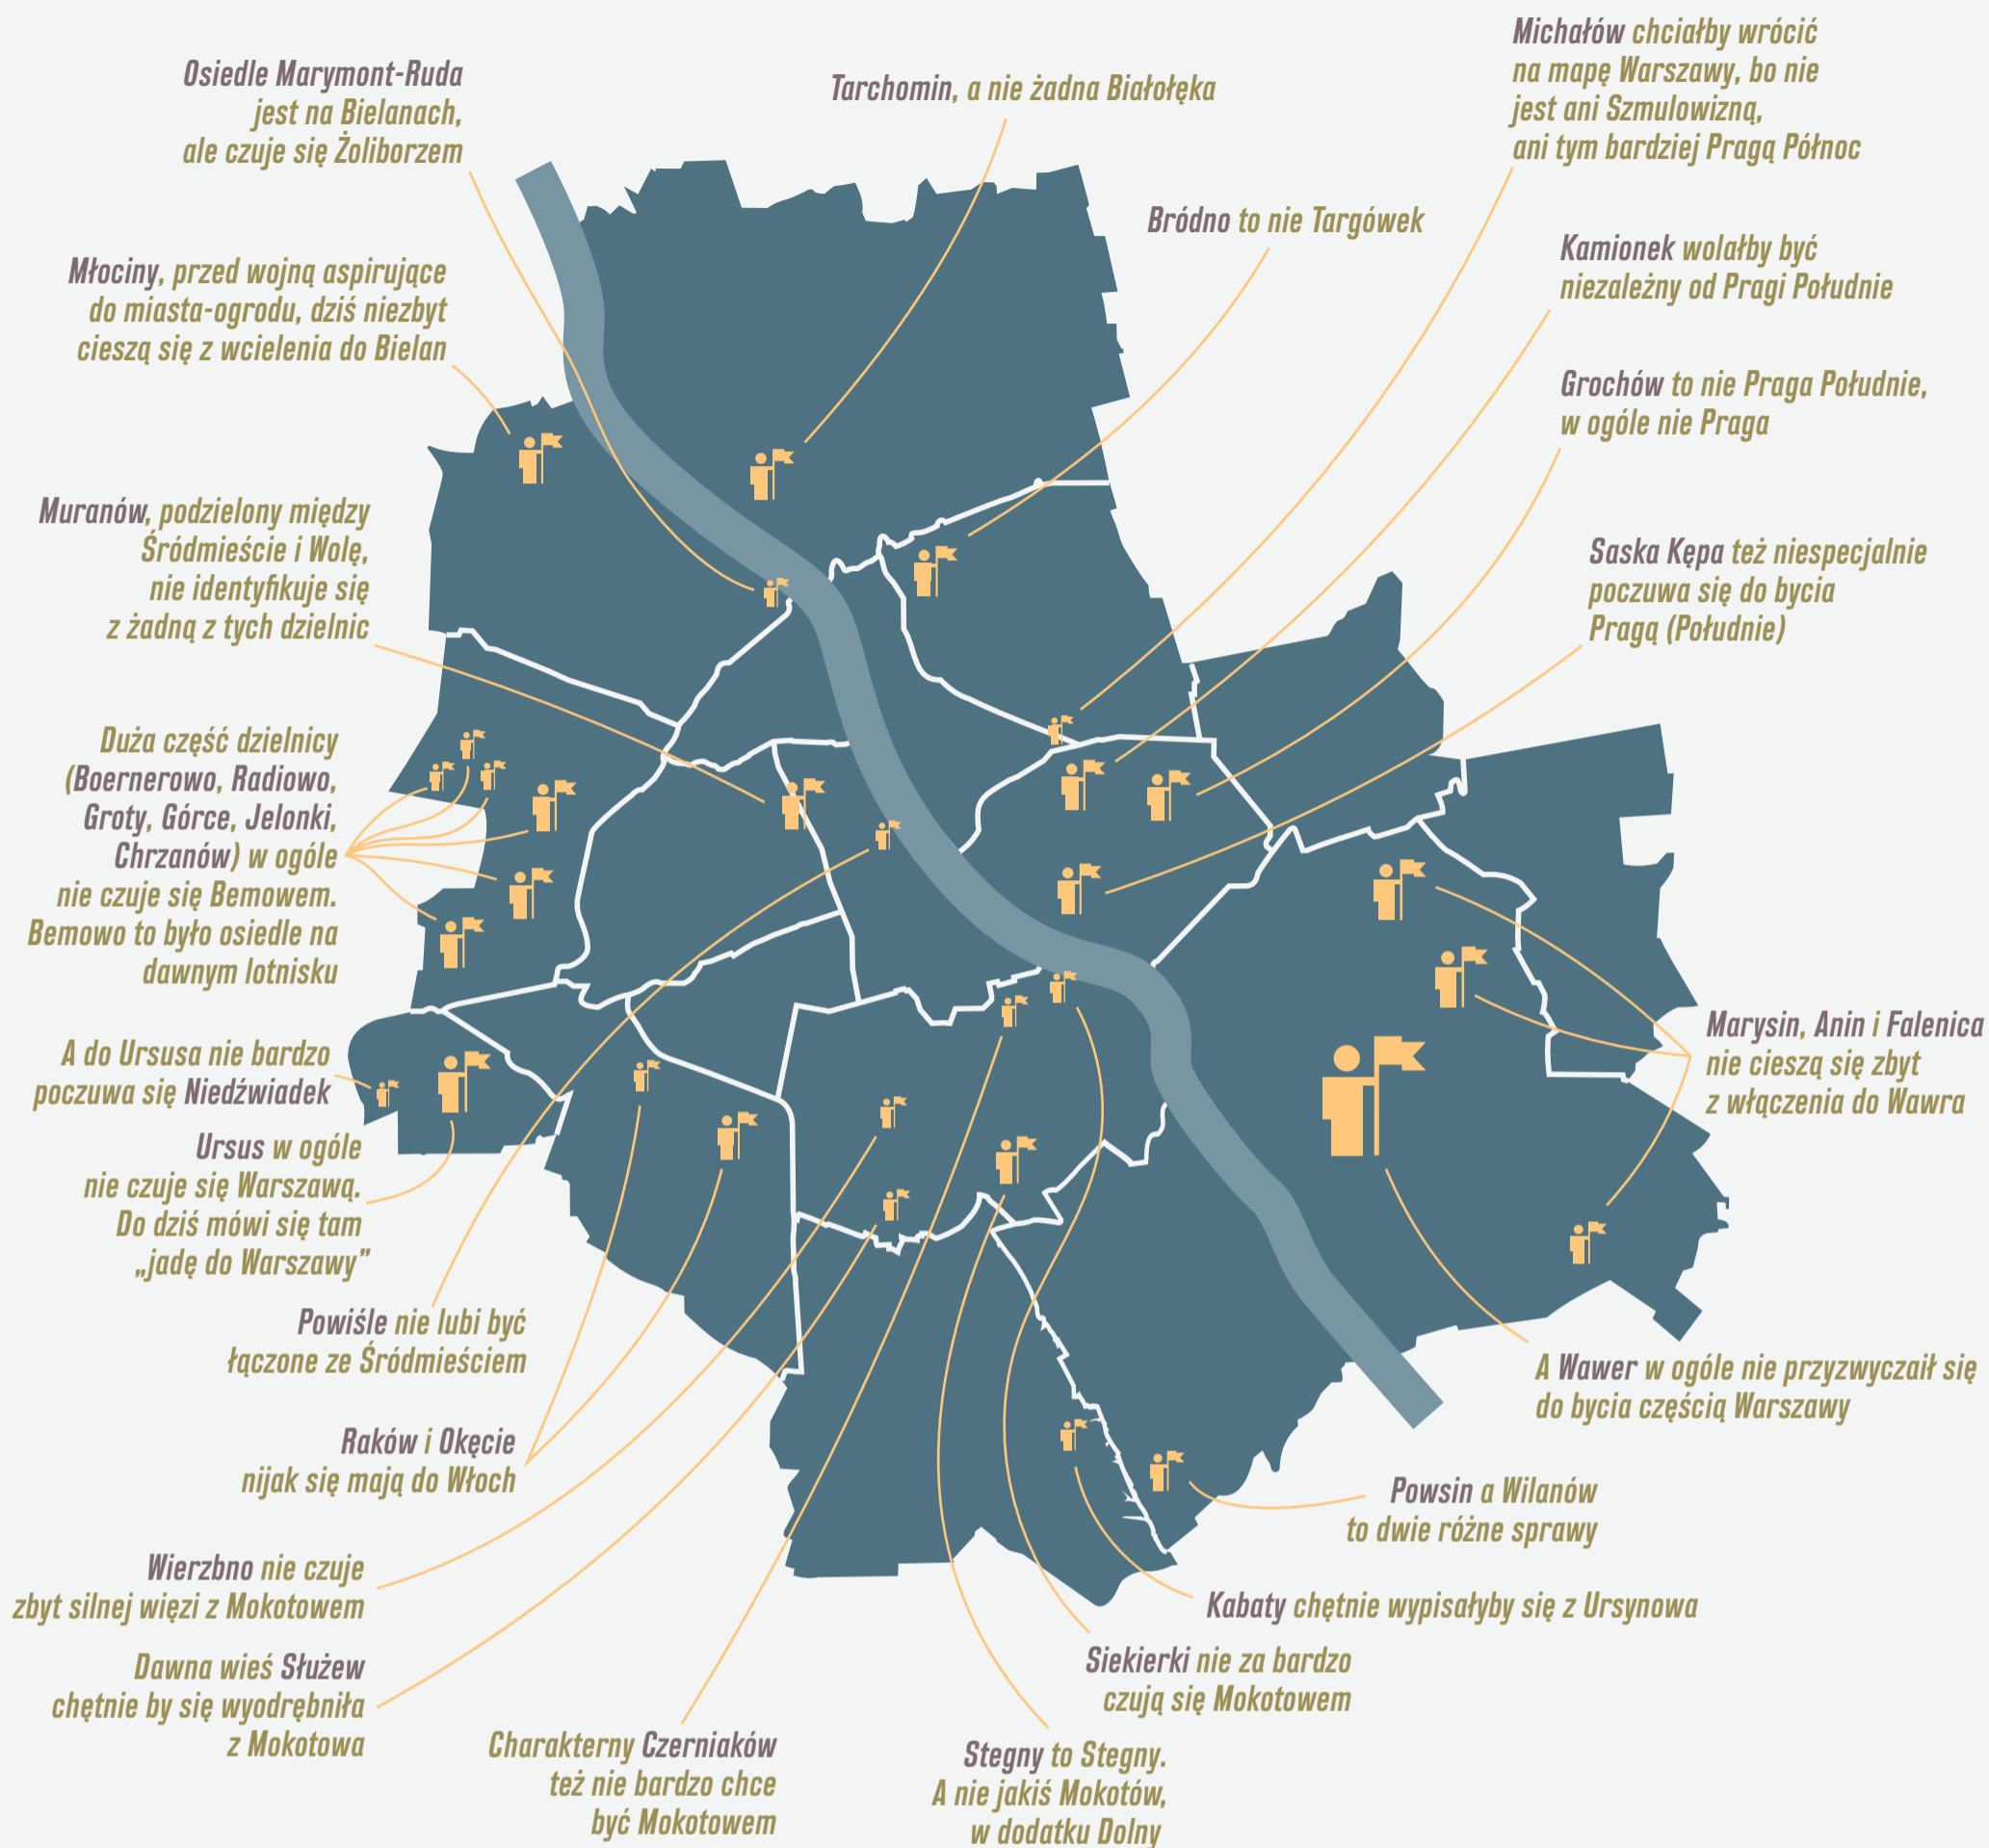 Osiedle Marymont-Ruda
jest na Bielanach,
ale czuje się Żoliborzem
Tarchomin, a nie żadna Białołęka
Michałów chciałby wrócić
na mapę Warszawy, bo nie
jest ani Szmulowizną,
ani tym bardziej Pragą Północ
Bródno to nie Targówek
Kamionek wolałby być
niezależny od Pragi Południe
Młociny, przed wojną aspirujące
do miasta-ogrodu, dziś niezbyt
cieszą się z wcielenia do Bielan
Grochów to nie Praga Południe,
w ogóle nie Praga
Muranów, podzielony między
Śródmieście i Wolę,
nie identyfikuje się
z żadną z tych dzielnic
Saska Kępa też niespecjalnie
poczuwa się do bycia
Pragą (Południe)
Duża część dzielnicy
(Boernerowo, Radiowo,
Groty, Górce, Jelonki,
Chrzanów) w ogóle
nie czuje się Bemowem.
Bemowo to było osiedle na
dawnym lotnisku
Marysin, Anin i Falenica
nie cieszą się zbyt
z włączenia do Wawra
A do Ursusa nie bardzo
poczuwa się Niedźwiadek
Ursus w ogóle
nie czuje się Warszawą.
Do dziś mówi się tam
„jadę do Warszawy”
Powiśle nie lubi być
łączone ze Śródmieściem
A Wawer w ogóle nie przyzwyczaił się
do bycia częścią Warszawy
Raków i Okęcie
nijak się mają do Włoch
Powsin a Wilanów
to dwie różne sprawy
Wierzbno nie czuje
zbyt silnej więzi z Mokotowem
Kabaty chętnie wypisałyby się z Ursynowa
Dawna wieś Służew
chętnie by się wyodrębniła
z Mokotowa
Siekierki nie za bardzo
czują się Mokotowem
Charakterny Czerniaków
też nie bardzo chce
być Mokotowem
Stegny to Stegny.
A nie jakiś Mokotów,
w dodatku Dolny